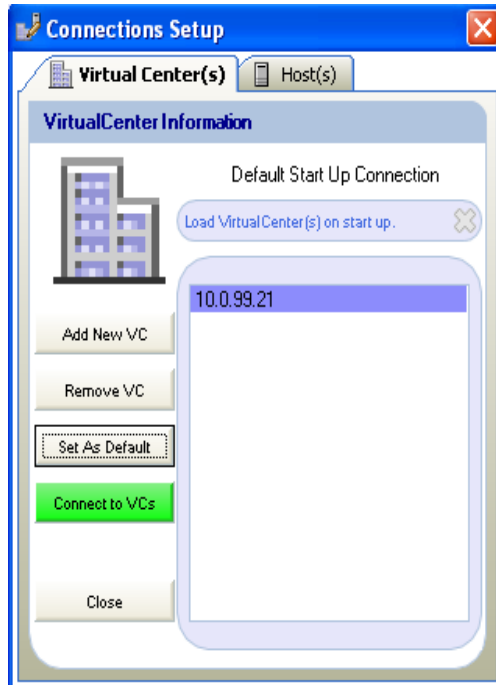 Connections Setup
Virtual Center(s)
Host(s)
VirtualCenter Information
Default Start Up Connection
Load VirtualCenter(s) on start up.
10.0.99.21
Add New VC
Remove VC
Set As Default
Connect to VCs
Close